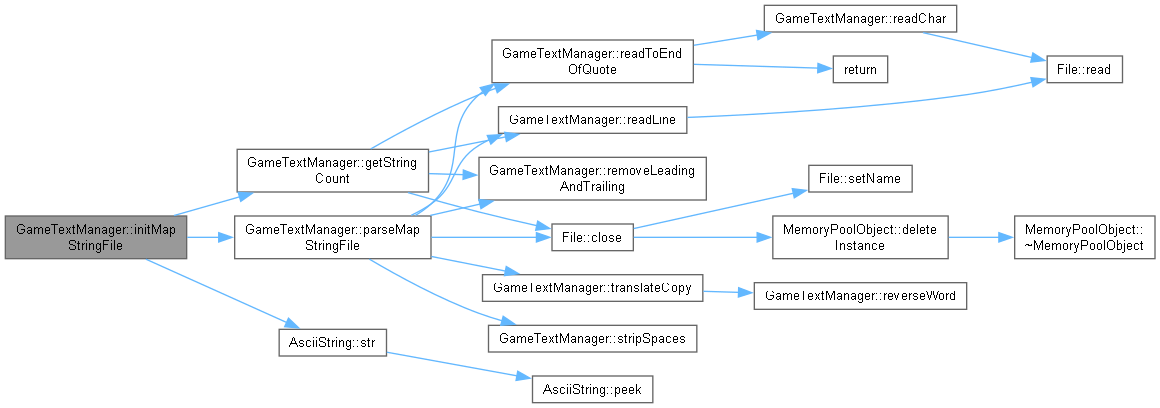 GameTextManager::initMap
StringFile
GameTextManager::getString
Count
GameTextManager::parseMap
StringFile
AsciiString::str
GameTextManager::readToEnd
OfQuote
GameTextManager::readLine
GameTextManager::removeLeading
AndTrailing
File::close
GameTextManager::translateCopy
GameTextManager::stripSpaces
AsciiString::peek
GameTextManager::readChar
return
File::setName
MemoryPoolObject::delete
Instance
GameTextManager::reverseWord
File::read
MemoryPoolObject::
~MemoryPoolObject